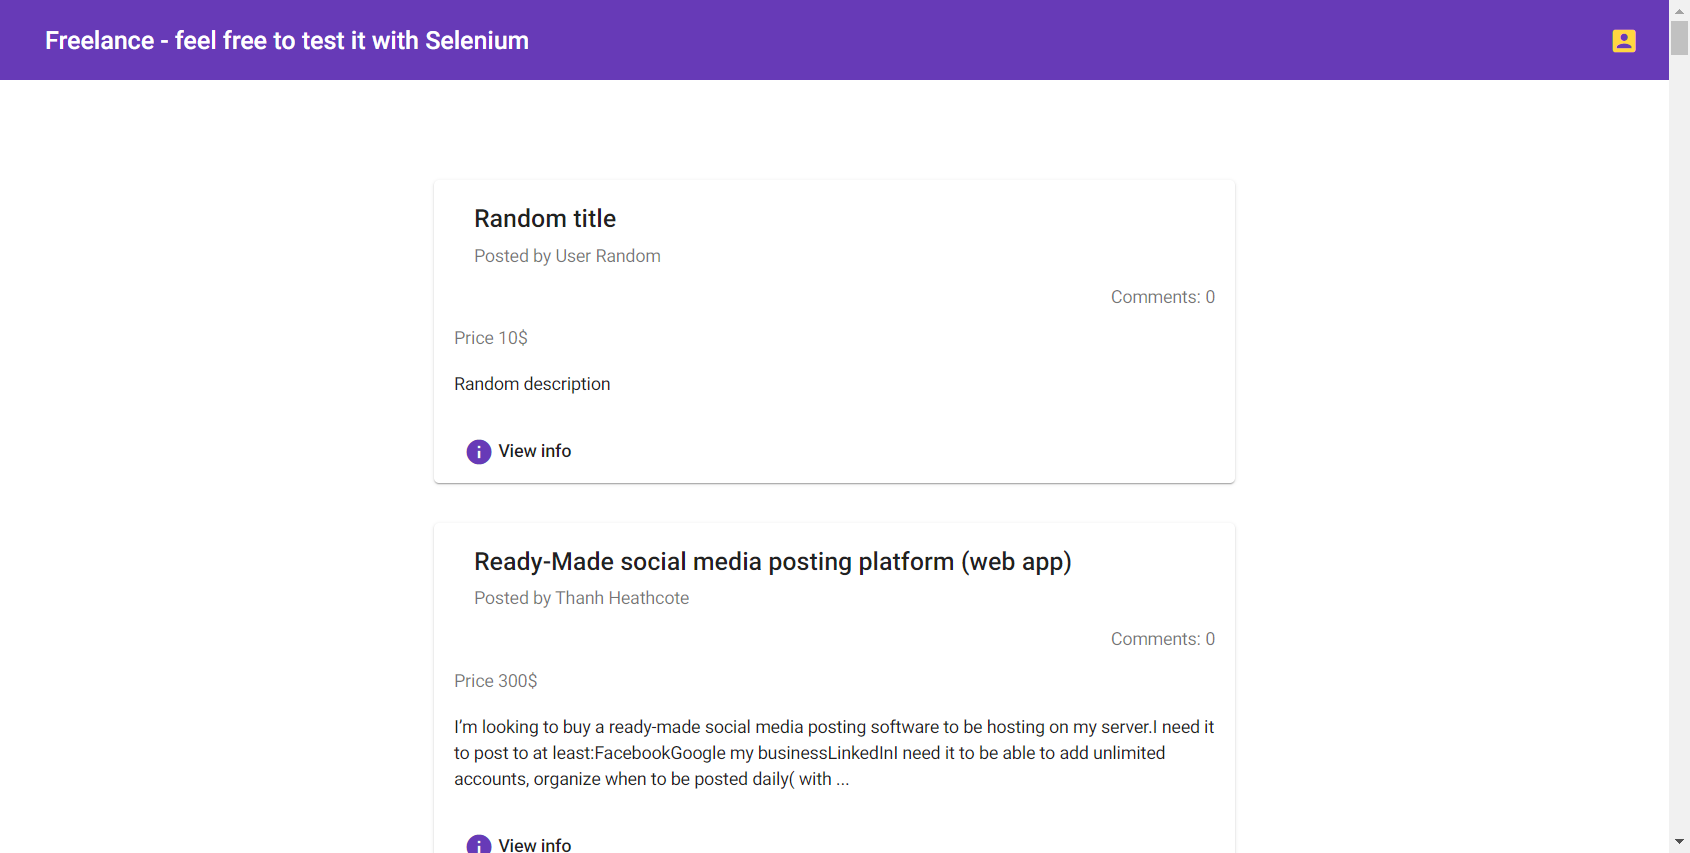 Freelance - feel free to test it with Selenium
Random title
Posted by User Random
Comments: 0
Price 10$
Random description
View info
Ready-Made social media posting platform (web app)
Posted by Thanh Heathcote
Comments: 0
Price 300$
I’m looking to buy a ready-made social media posting software to be hosting on my server.I need it
to post to at least:FacebookGoogle my businessLinkedInI need it to be able to add unlimited
accounts, organize when to be posted daily( with ...
View info